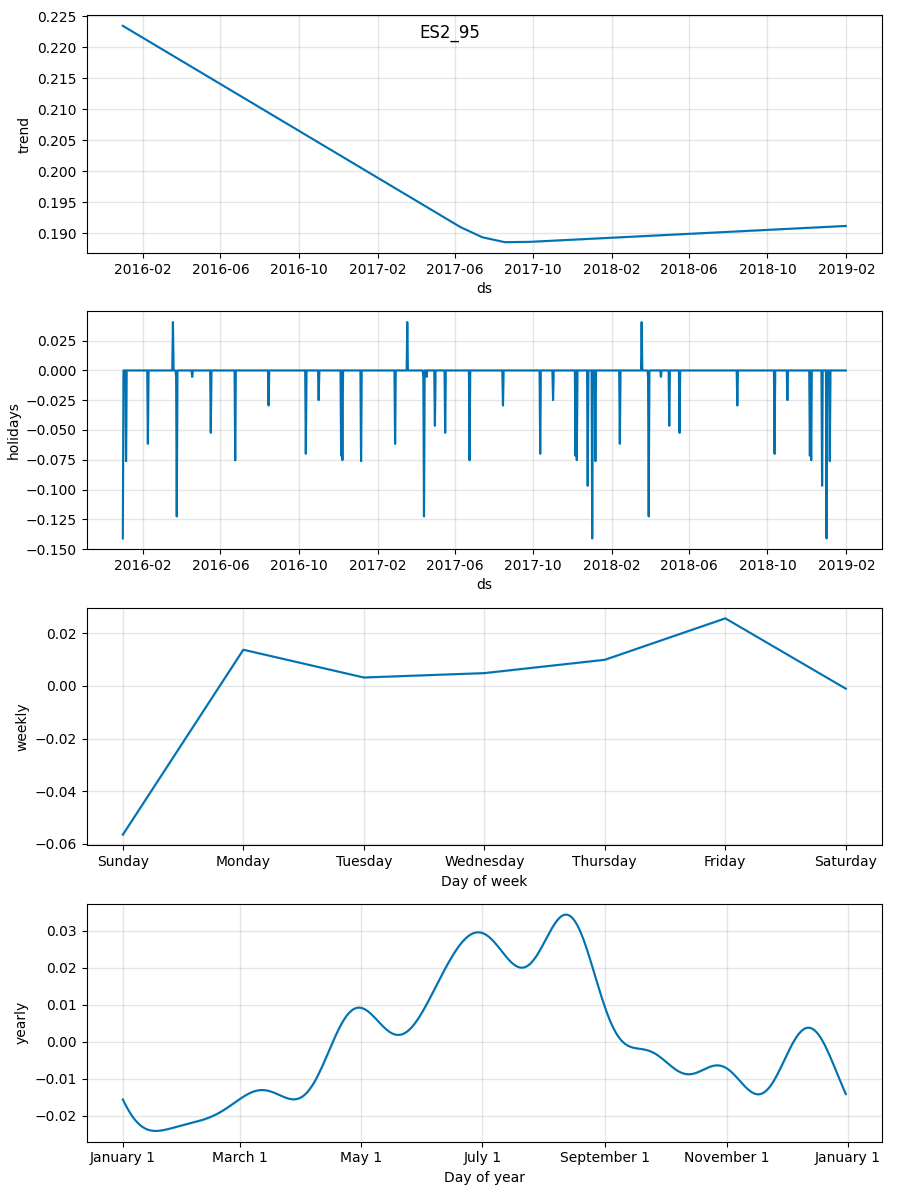 ES2_95
trend
0.225
0.220
0.215
0.210
0.205
0.200
0.195
0.190
2016-02 2016-06 2016-10 2017-02 2017-06 2017-10 2018-02 2018-06 2018-10 2019-02
ds
holidays
0.025
0.000
−0.025
−0.050
−0.075
−0.100
−0.125
−0.150
2016-02 2016-06 2016-10 2017-02 2017-06 2017-10 2018-02 2018-06 2018-10 2019-02
ds
weekly
0.02
0.00
−0.02
−0.04
−0.06
Sunday Monday Tuesday Wednesday Thursday Friday Saturday
Day of week
yearly
0.03
0.02
0.01
0.00
−0.01
−0.02
January 1 March 1 May 1 July 1 September 1 November 1 January 1
Day of year